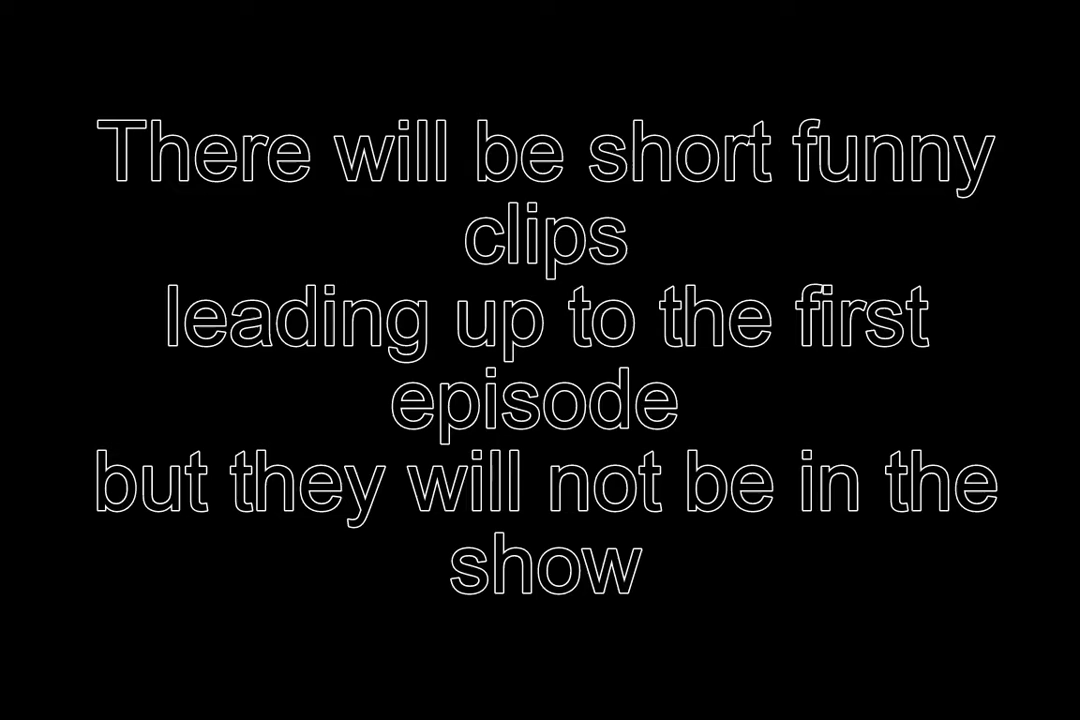 There will be short funny
clips
leading up to the first
episode
but they will not be in the
show